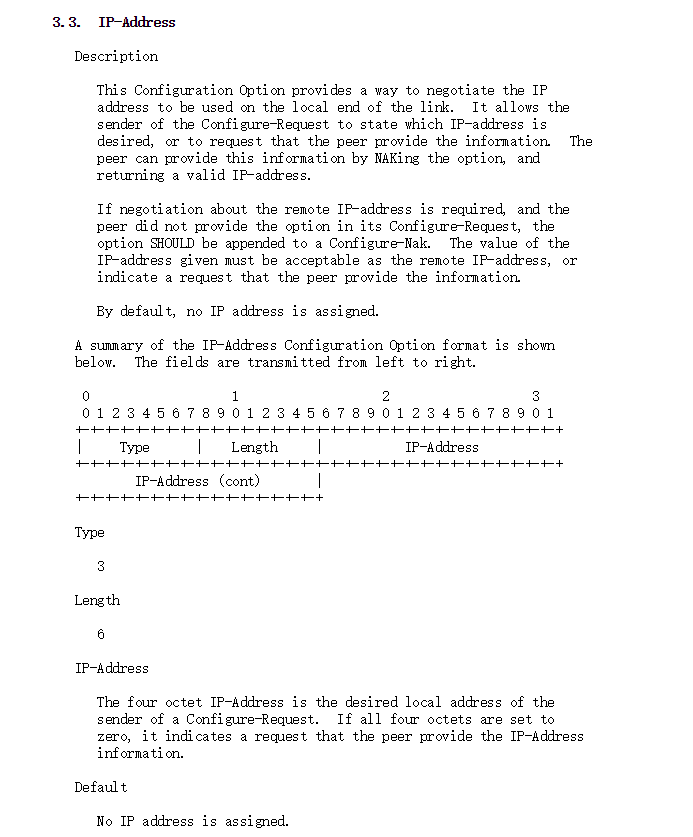 3.3.  IP-Address
Description
This Configuration Option provides a way to negotiate the IP
address to be used on the local end of the link.  It allows the
sender of the Configure-Request to state which IP-address is
desired, or to request that the peer provide the information.  The
peer can provide this information by NAKing the option, and
returning a valid IP-address.
If negotiation about the remote IP-address is required, and the
peer did not provide the option in its Configure-Request, the
option SHOULD be appended to a Configure-Nak.  The value of the
IP-address given must be acceptable as the remote IP-address, or
indicate a request that the peer provide the information.
By default, no IP address is assigned.
A summary of the IP-Address Configuration Option format is shown
below.  The fields are transmitted from left to right.
0                   1                   2                   3
0 1 2 3 4 5 6 7 8 9 0 1 2 3 4 5 6 7 8 9 0 1 2 3 4 5 6 7 8 9 0 1
+-+-+-+-+-+-+-+-+-+-+-+-+-+-+-+-+-+-+-+-+-+-+-+-+-+-+-+-+-+-+-+-+
|     Type      |    Length     |           IP-Address
+-+-+-+-+-+-+-+-+-+-+-+-+-+-+-+-+-+-+-+-+-+-+-+-+-+-+-+-+-+-+-+-+
IP-Address (cont)       |
+-+-+-+-+-+-+-+-+-+-+-+-+-+-+-+-+
Type
3
Length
6
IP-Address
The four octet IP-Address is the desired local address of the
sender of a Configure-Request.  If all four octets are set to
zero, it indicates a request that the peer provide the IP-Address
information.
Default
No IP address is assigned.